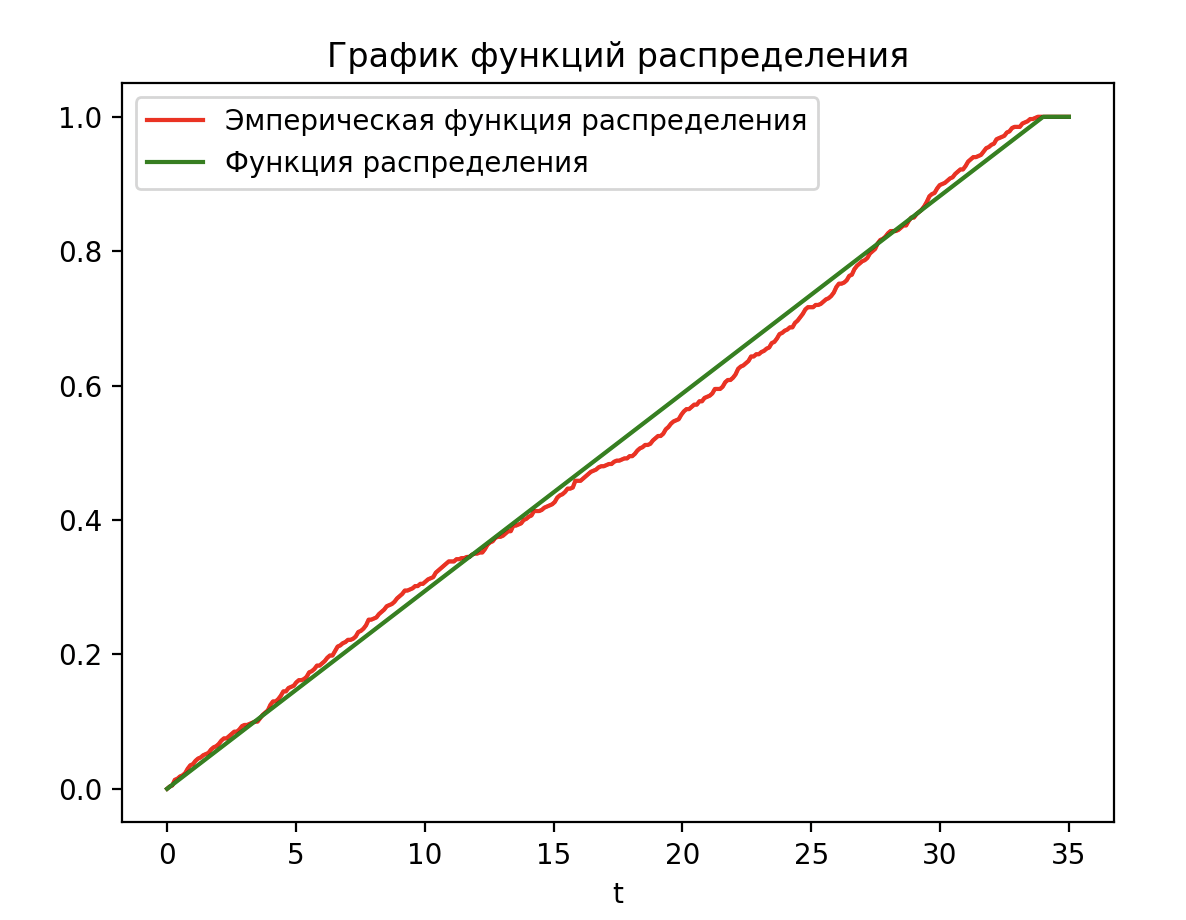 График функций распределения
Эмперическая функция распределения
Функция распределения
1.0
0.8
0.6
0.4
0.2
0.0
0 5 10 15 20 25 30 35
t